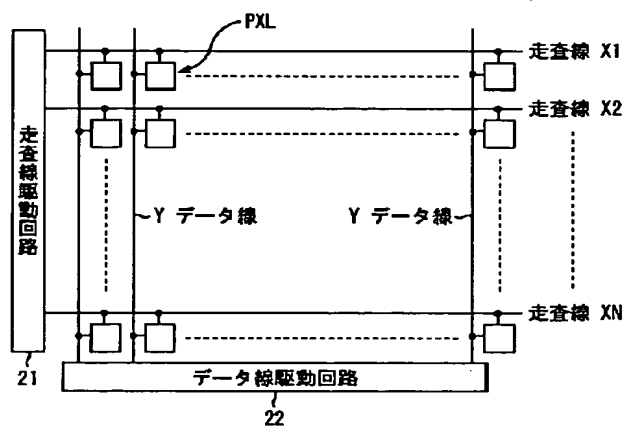 PXL
走査線 X1
走査線 X2
走査線駆動回路
Y データ線
Y データ線
走査線 XN
21
データ線駆動回路
22